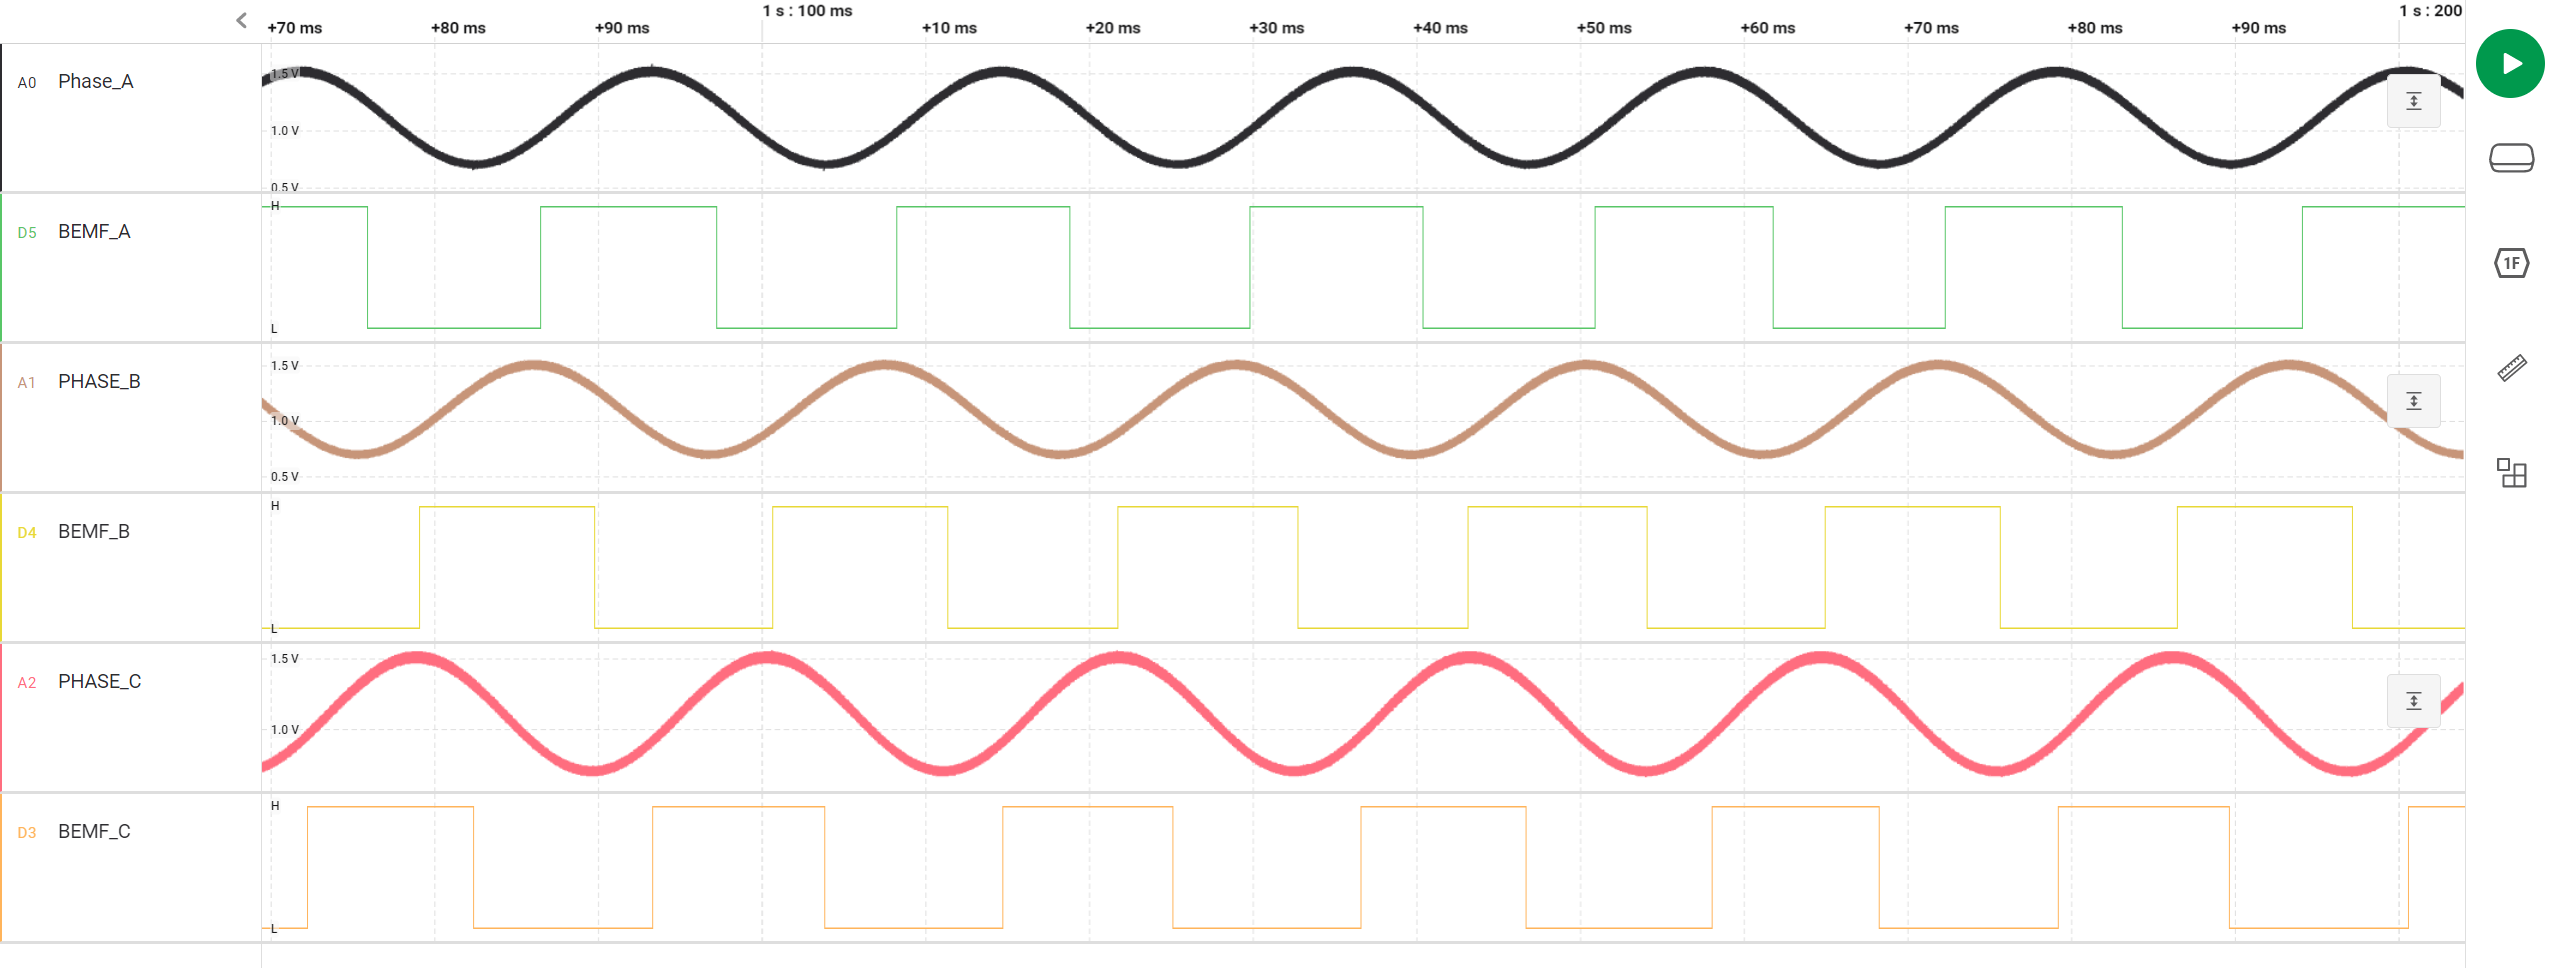 1 s : 100 ms 1 s : 200
+70 ms +80 ms +90 ms +10 ms +20 ms +30 ms +40 ms +50 ms +60 ms +70 ms +80 ms +90 ms
A0 Phase_A
1.5 V
1.0 V
0.5 V
D5 BEMF_A
H
L
A1 PHASE_B
1.5 V
1.0 V
0.5 V
D4 BEMF_B
H
L
A2 PHASE_C
1.5 V
1.0 V
D3 BEMF_C
H
L
1F